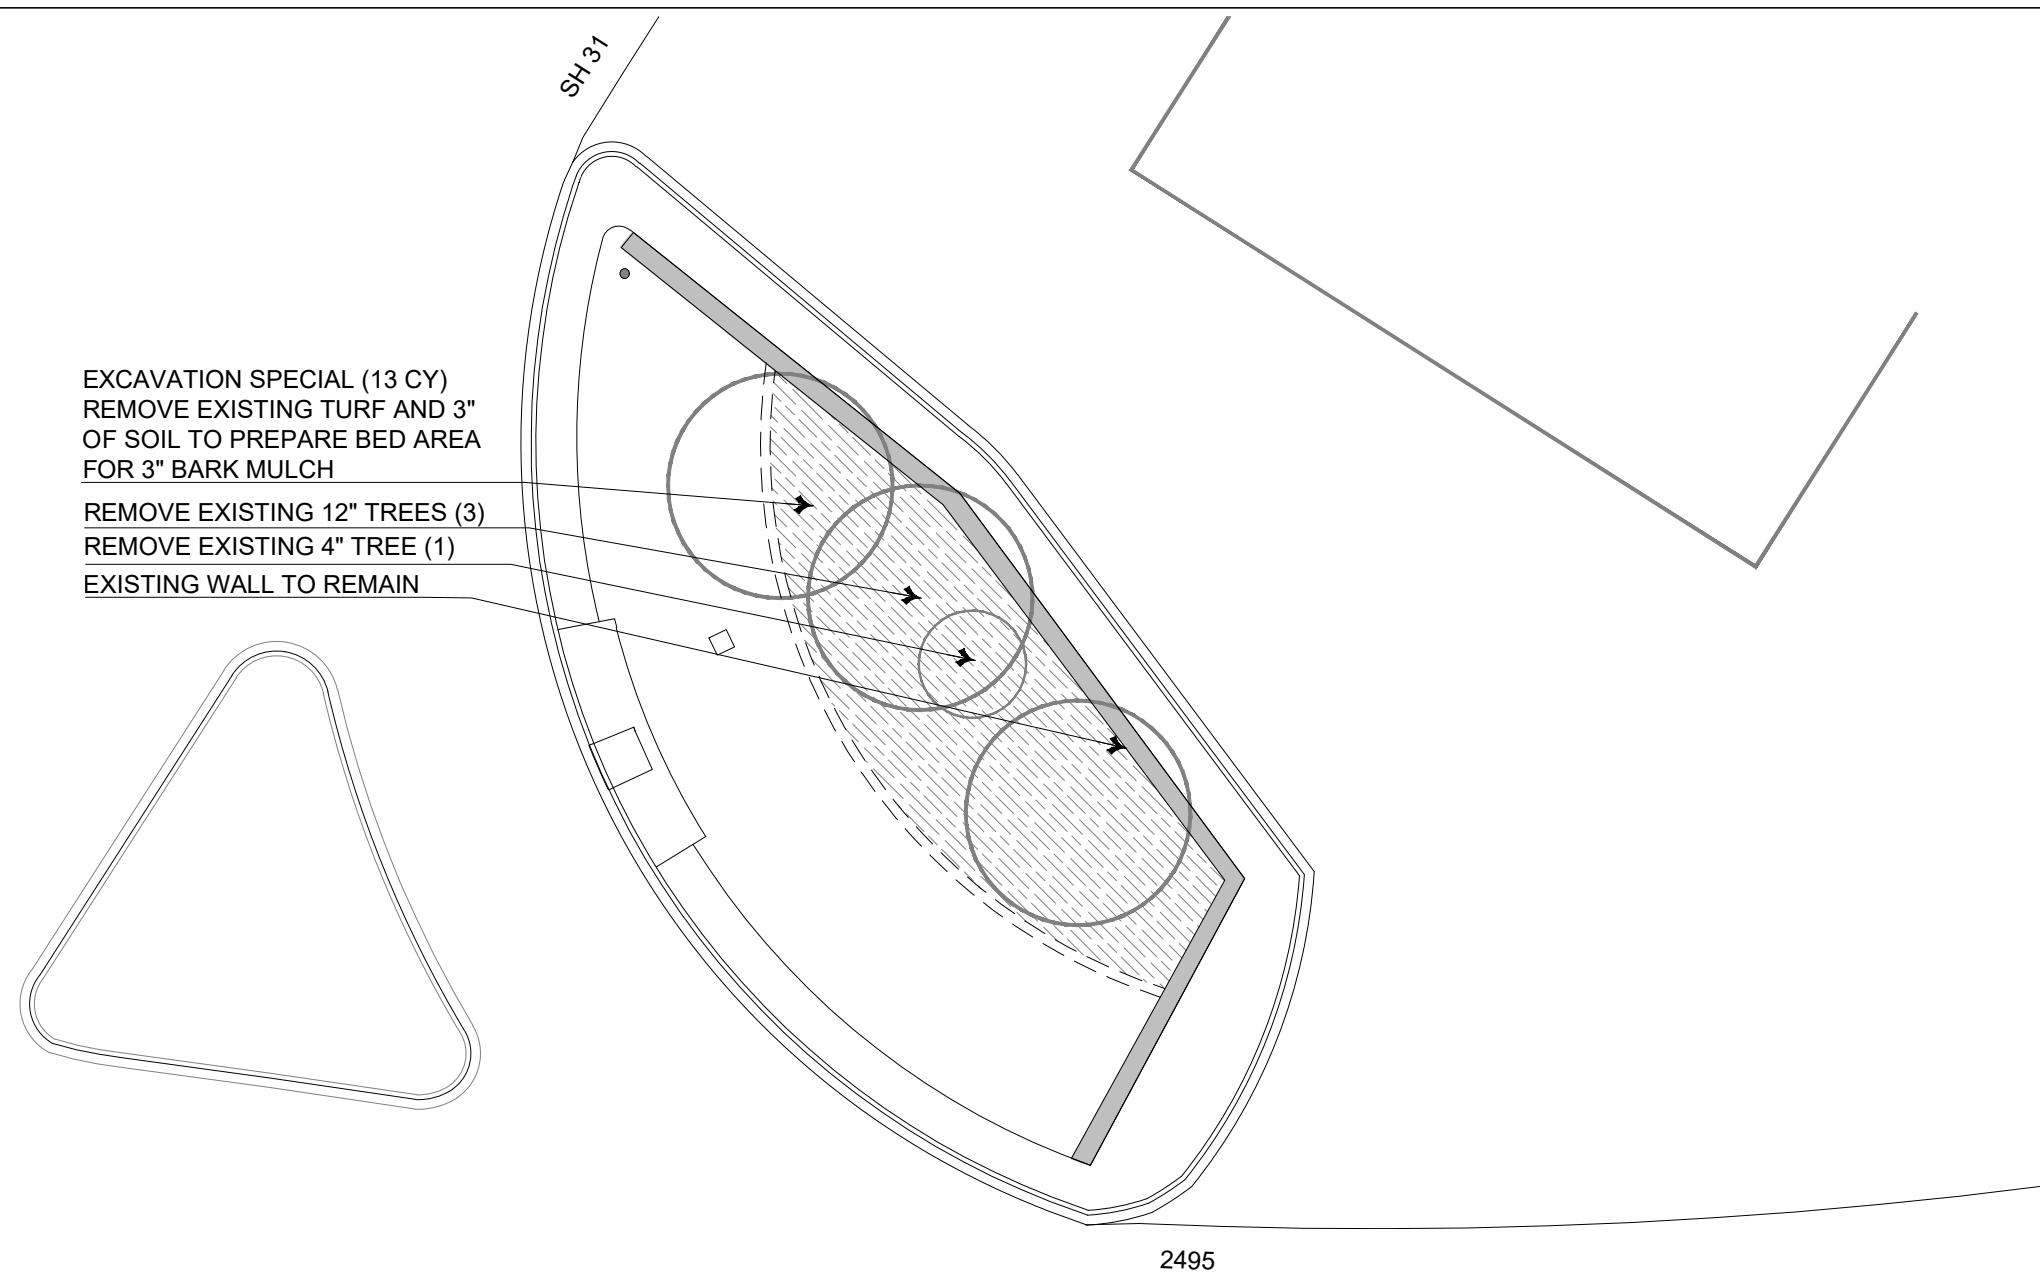 SH 31
EXCAVATION SPECIAL (13 CY)
REMOVE EXISTING TURF AND 3"
OF SOIL TO PREPARE BED AREA
FOR 3" BARK MULCH
REMOVE EXISTING 12" TREES (3)
REMOVE EXISTING 4" TREE (1)
EXISTING WALL TO REMAIN
2495